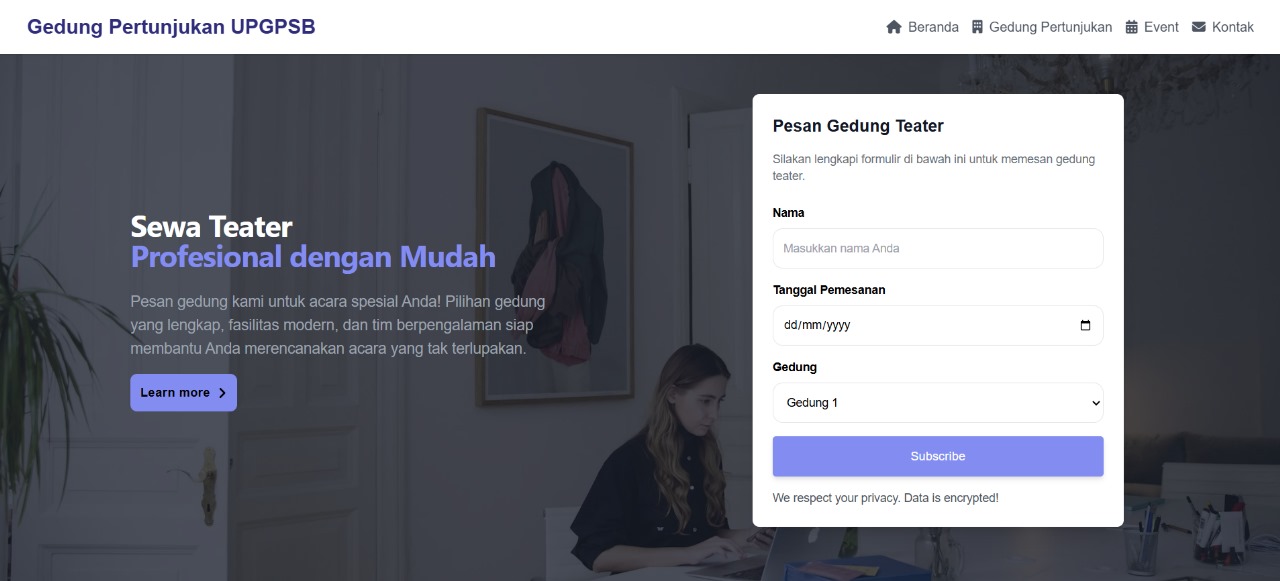 Gedung Pertunjukan UPGPSB
Beranda
Gedung Pertunjukan
Event
Kontak
Sewa Teater
Profesional dengan Mudah
Pesan gedung kami untuk acara spesial Anda! Pilihan gedung
yang lengkap, fasilitas modern, dan tim berpengalaman siap
membantu Anda merencanakan acara yang tak terlupakan.
Learn more
Pesan Gedung Teater
Silakan lengkapi formulir di bawah ini untuk memesan gedung
teater.
Nama
Masukkan nama Anda
Tanggal Pemesanan
dd/mm/yyyy
Gedung
Gedung 1
Subscribe
We respect your privacy. Data is encrypted!